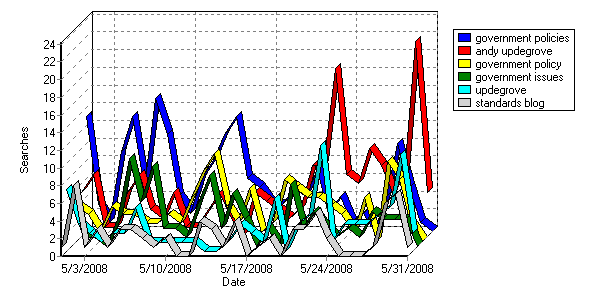 24
22
20
18
16
14
12
10
8
6
4
2
0
Searches
5/3/2008 5/10/2008 5/17/2008 5/24/2008 5/31/2008
Date
government policies
andy updegrove
government policy
government issues
updegrove
standards blog